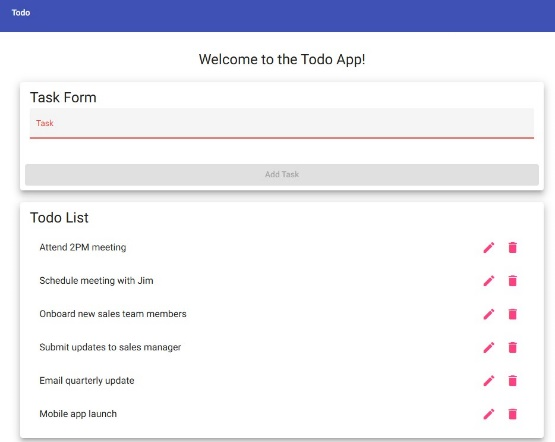 Todo
Welcome to the Todo App!
Task Form
Task
Add Task
Todo List
Attend 2PM meeting
Schedule meeting with Jim
Onboard new sales team members
Submit updates to sales manager
Email quarterly update
Mobile app launch